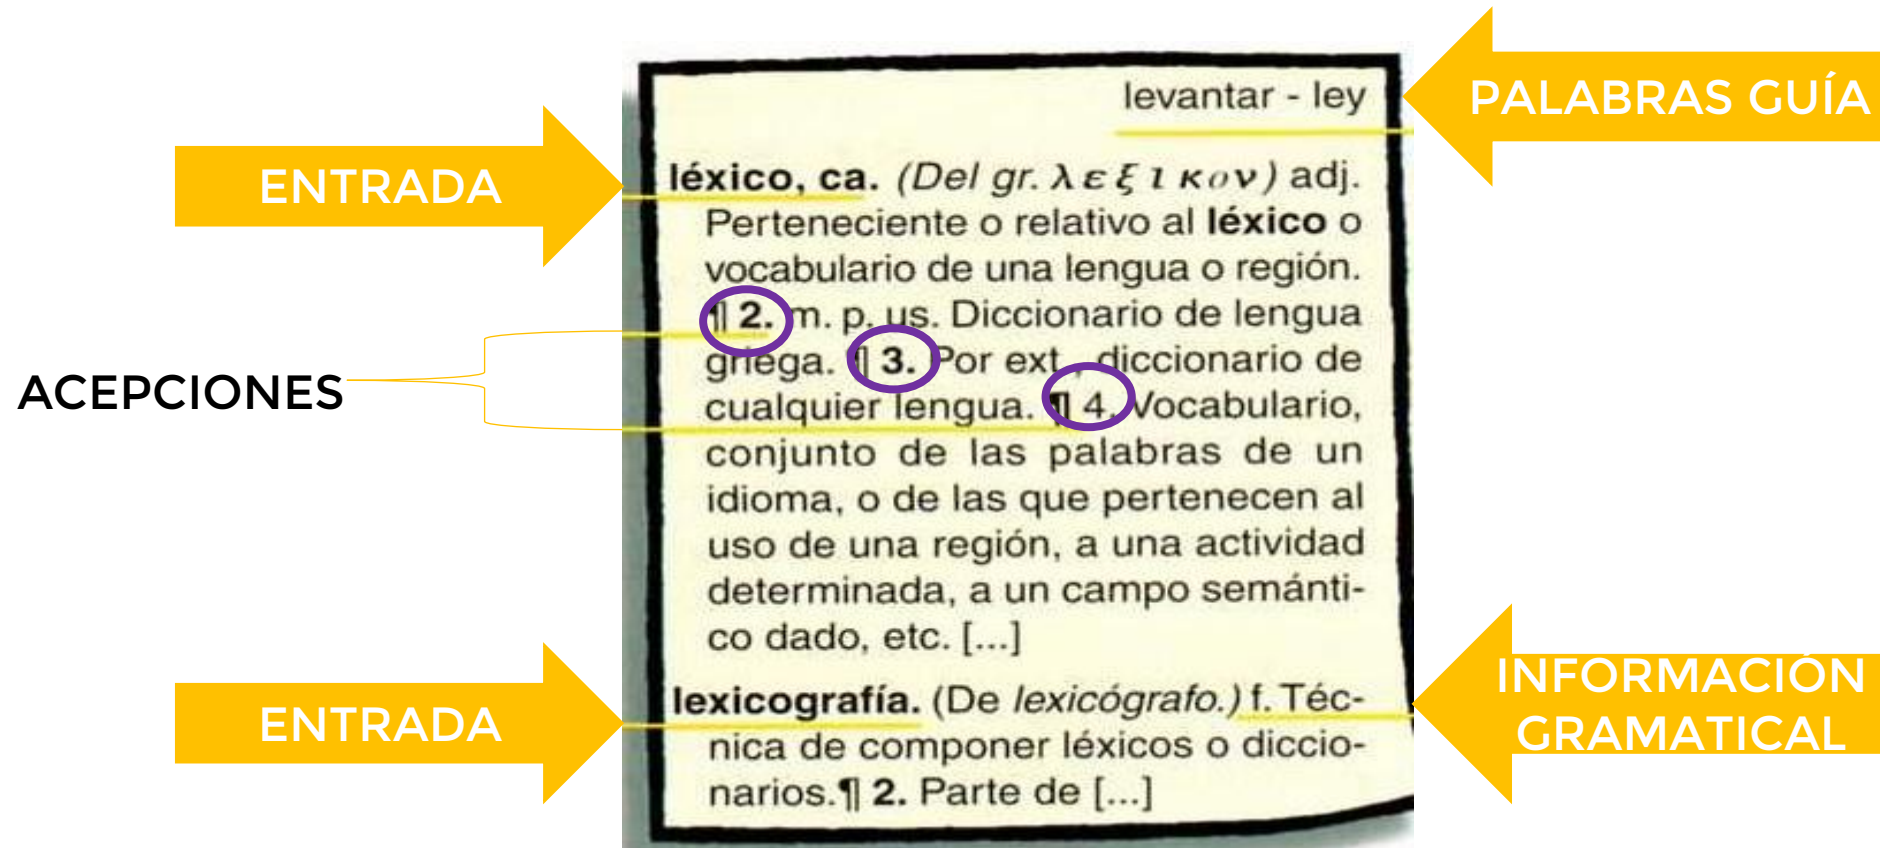 PALABRAS GUÍA
levantar - ley
ENTRADA
léxico, ca. (Del gr. λεξικον) adj.
Perteneciente o relativo al léxico o
vocabulario de una lengua o región.
¶ 2. m. p. us. Diccionario de lengua
griega. ¶ 3. Por ext., diccionario de
ACEPCIONES
cualquier lengua. ¶ 4. Vocabulario,
conjunto de las palabras de un
idioma, o de las que pertenecen al
uso de una región, a una actividad
determinada, a un campo semánti-
co dado, etc. [...]
INFORMACIÓN
GRAMATICAL
ENTRADA
lexicografía. (De lexicógrafo.) f. Téc-
nica de componer léxicos o diccio-
narios.¶ 2. Parte de [...]